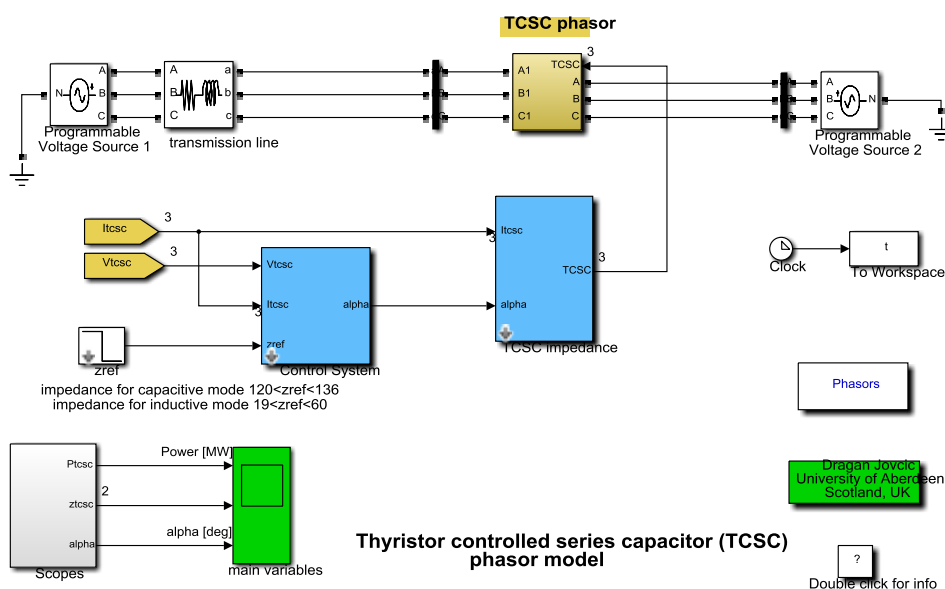 TCSC phasor
3
TCSC
A
B
C
N
A
B
C
a
b
c
A1
B1
C1
A
B
C
A
B
C
N
Programmable
Voltage Source 1
transmission line
Programmable
Voltage Source 2
Itcsc
3
Vtcsc
3
Vtcsc
Itcsc
3
zref
alpha
Control System
Itcsc
3
alpha
TCSC
3
TCSC impedance
Clock
t
To Workspace
zref
impedance for capacitive mode 120<zref<136
impedance for inductive mode 19<zref<60
Phasors
Ptcsc
ztcsc
alpha
Scopes
Power [MW]
2
alpha [deg]
main variables
Dragan Jovcic
University of Aberdeen
Scotland, UK
Thyristor controlled series capacitor (TCSC)
phasor model
?
Double click for info